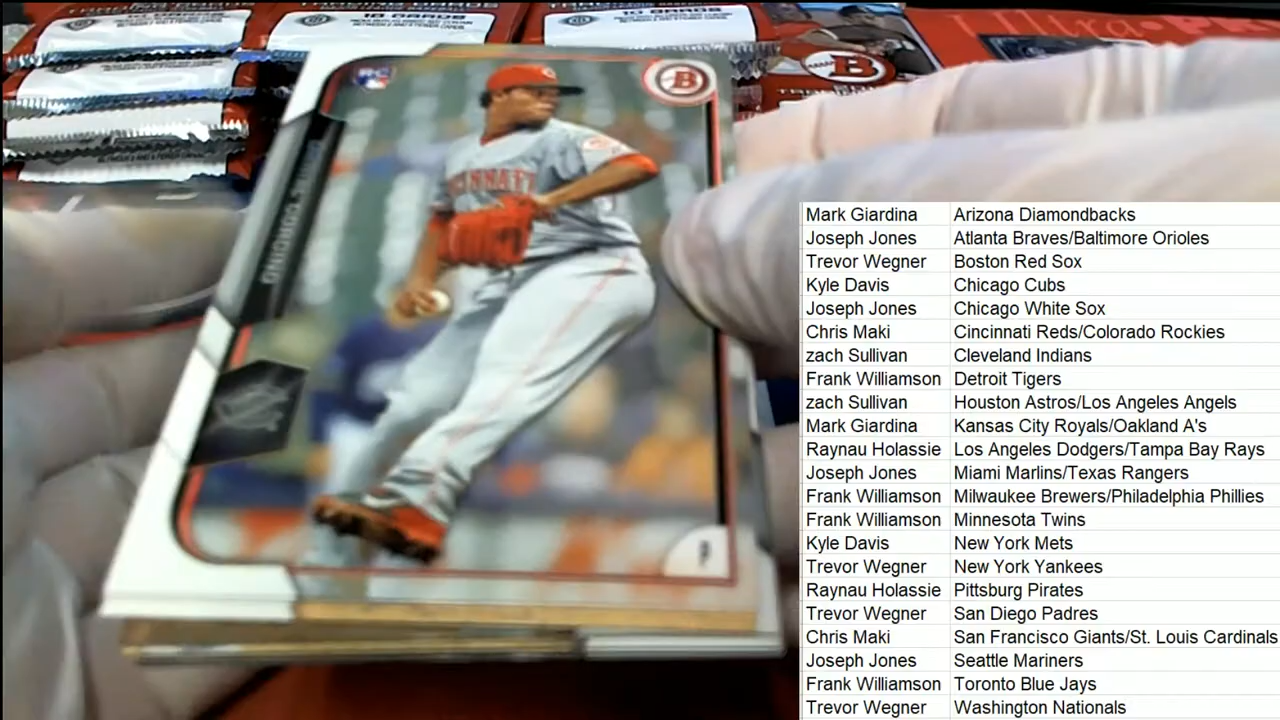 10 CARDS
10 CARDS
B
RC
B
CINNATI
Mark Giardina Arizona Diamondbacks
Joseph Jones Atlanta Braves/Baltimore Orioles
Trevor Wegner Boston Red Sox
Kyle Davis Chicago Cubs
Joseph Jones Chicago White Sox
Chris Maki Cincinnati Reds/Colorado Rockies
zach Sullivan Cleveland Indians
Frank Williamson Detroit Tigers
zach Sullivan Houston Astros/Los Angeles Angels
Mark Giardina Kansas City Royals/Oakland A's
Raynau Holassie Los Angeles Dodgers/Tampa Bay Rays
Joseph Jones Miami Marlins/Texas Rangers
Frank Williamson Milwaukee Brewers/Philadelphia Phillies
Frank Williamson Minnesota Twins
Kyle Davis New York Mets
Trevor Wegner New York Yankees
Raynau Holassie Pittsburg Pirates
Trevor Wegner San Diego Padres
Chris Maki San Francisco Giants/St. Louis Cardinals
Joseph Jones Seattle Mariners
Frank Williamson Toronto Blue Jays
Trevor Wegner Washington Nationals